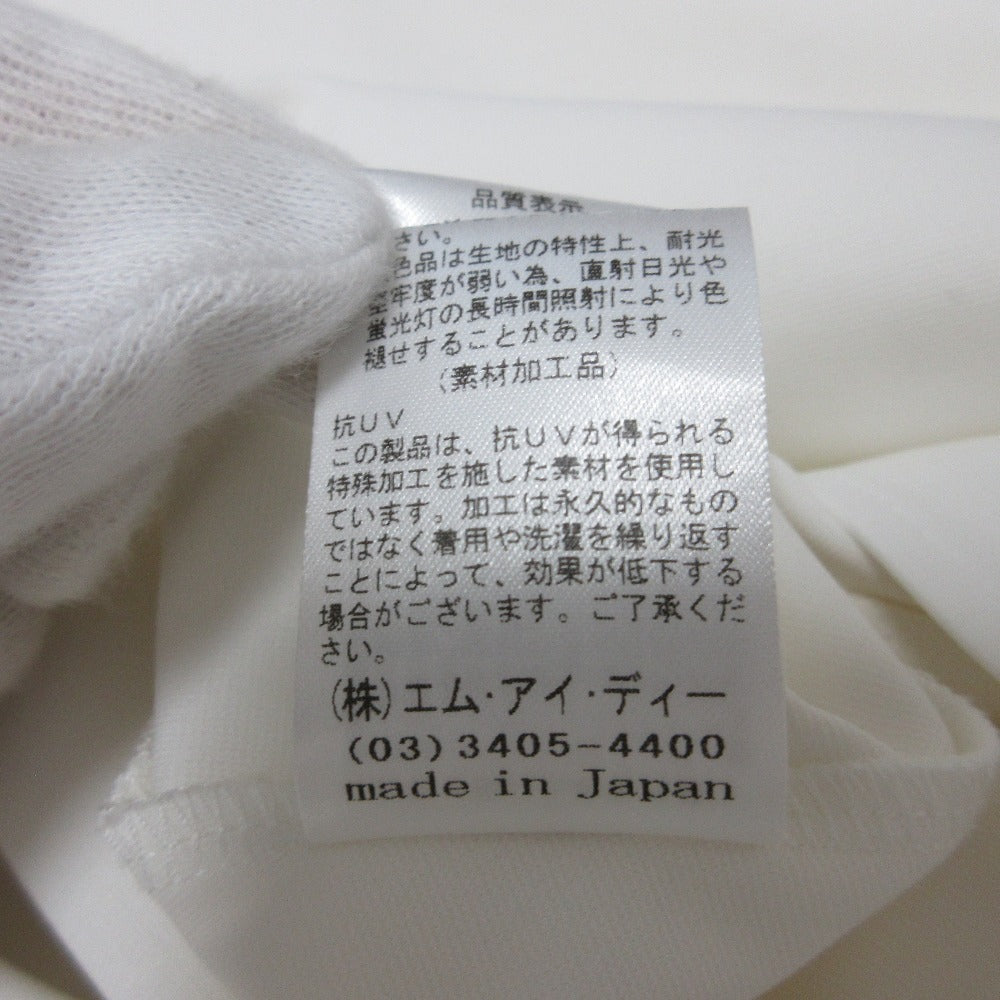 品質表示
さい。
色品は生地の特性上、耐光
堅牢度が弱い為、直射日光や
蛍光灯の長時間照射により色
褪せすることがあります。
(素材加工品)
抗UV
この製品は、抗UVが得られる
特殊加工を施した素材を使用し
ています。加工は永久的なもの
ではなく着用や洗濯を繰り返す
ことによって、効果が低下する
場合がございます。ご了承くだ
さい。
(株)エム・アイ・ディー
(03)3405-4400
made in Japan